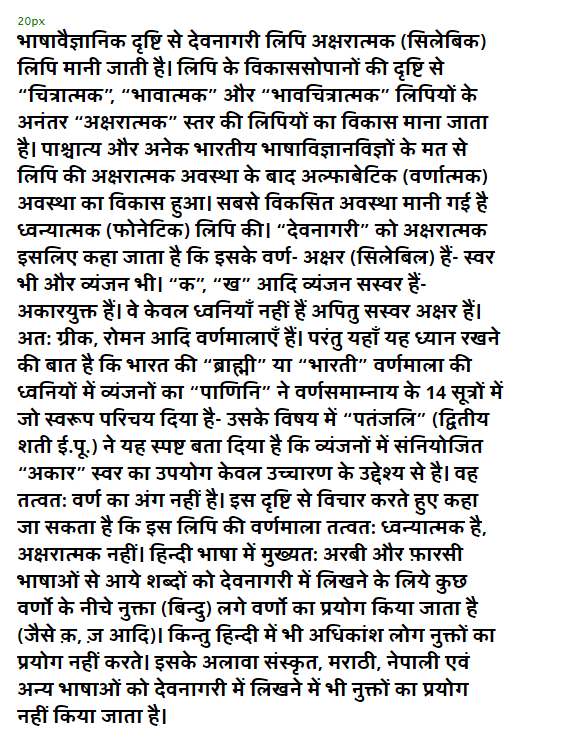 20px
भाषावैज्ञानिक दृष्टि से देवनागरी लिपि अक्षरात्मक (सिलेबिक)
लिपि मानी जाती है। लिपि के विकाससोपानों की दृष्टि से
“चित्रात्मक”, “भावात्मक” और “भावचित्रात्मक” लिपियों के
अनंतर “अक्षरात्मक” स्तर की लिपियों का विकास माना जाता
है। पाश्चात्य और अनेक भारतीय भाषाविज्ञानविज्ञों के मत से
लिपि की अक्षरात्मक अवस्था के बाद अल्फाबेटिक (वर्णात्मक)
अवस्था का विकास हुआ। सबसे विकसित अवस्था मानी गई है
ध्वन्यात्मक (फोनेटिक) लिपि की। “देवनागरी” को अक्षरात्मक
इसलिए कहा जाता है कि इसके वर्ण- अक्षर (सिलेबिल) हैं- स्वर
भी और व्यंजन भी। “क”, “ख” आदि व्यंजन सस्वर हैं-
अकारयुक्त हैं। वे केवल ध्वनियाँ नहीं हैं अपितु सस्वर अक्षर हैं।
अत: ग्रीक, रोमन आदि वर्णमालाएँ हैं। परंतु यहाँ यह ध्यान रखने
की बात है कि भारत की “ब्राह्मी” या “भारती” वर्णमाला की
ध्वनियों में व्यंजनों का “पाणिनि” ने वर्णसमाम्नाय के 14 सूत्रों में
जो स्वरूप परिचय दिया है- उसके विषय में “पतंजलि” (द्वितीय
शती ई.पू.) ने यह स्पष्ट बता दिया है कि व्यंजनों में संनियोजित
“अकार” स्वर का उपयोग केवल उच्चारण के उद्देश्य से है। वह
तत्वत: वर्ण का अंग नहीं है। इस दृष्टि से विचार करते हुए कहा
जा सकता है कि इस लिपि की वर्णमाला तत्वत: ध्वन्यात्मक है,
अक्षरात्मक नहीं। हिन्दी भाषा में मुख्यत: अरबी और फ़ारसी
भाषाओं से आये शब्दों को देवनागरी में लिखने के लिये कुछ
वर्णो के नीचे नुक्ता (बिन्दु) लगे वर्णो का प्रयोग किया जाता है
(जैसे क़, ज़ आदि)। किन्तु हिन्दी में भी अधिकांश लोग नुक्तों का
प्रयोग नहीं करते। इसके अलावा संस्कृत, मराठी, नेपाली एवं
अन्य भाषाओं को देवनागरी में लिखने में भी नुक्तों का प्रयोग
नहीं किया जाता है।